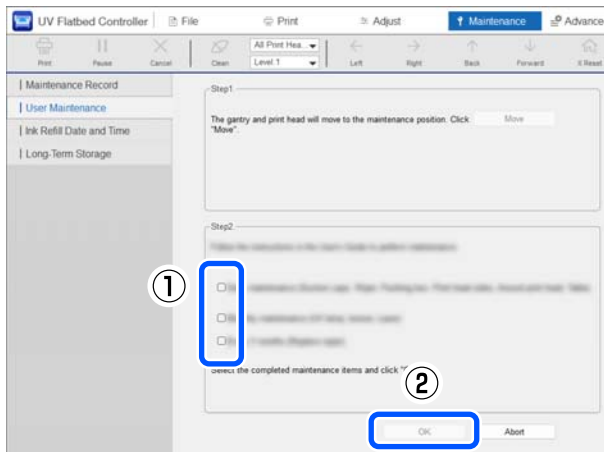 UV Flatbed Controller File Print Adjust Maintenance Advance
All Print Hea...
Level 1
Print Pause Cancel Clean Left Right Back Forward X Reset
Maintenance Record
User Maintenance
Ink Refill Date and Time
Long-Term Storage
Step1
The gantry and print head will move to the maintenance position. Click
"Move".
Move
Step2
①
Select the completed maintenance items and click "
②
OK Abort